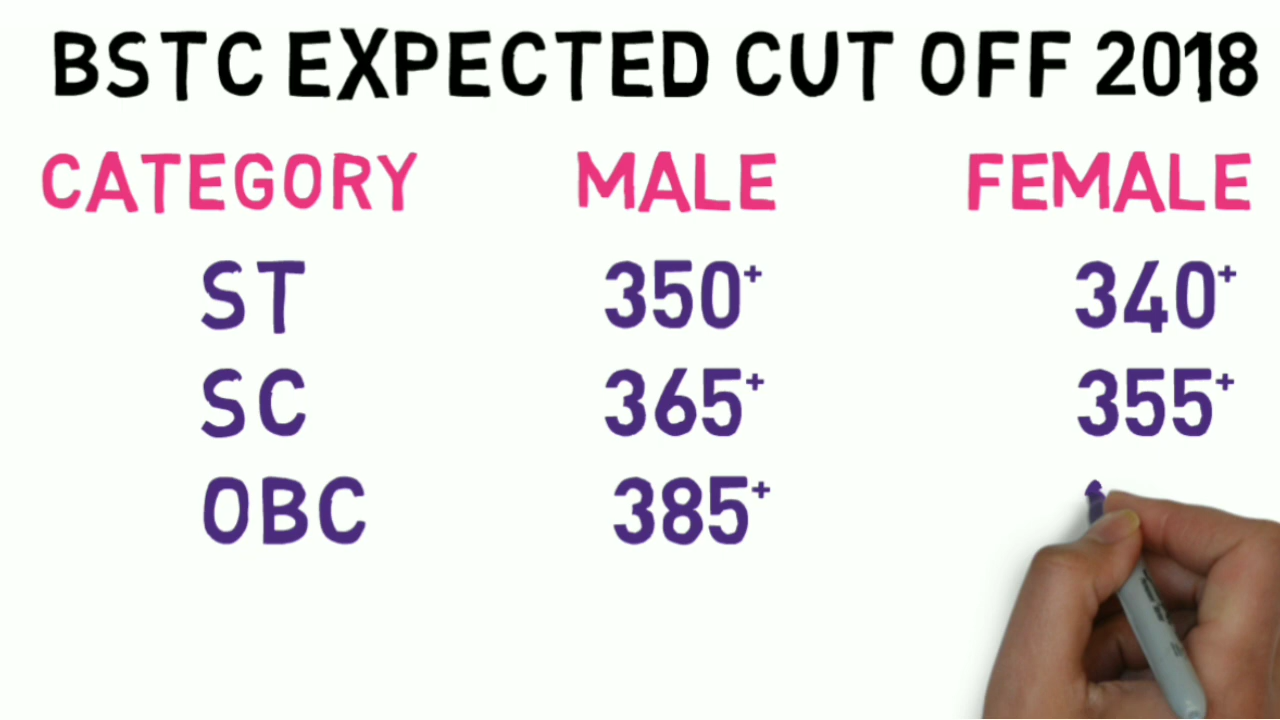 BSTC EXPECTED CUT OFF 2018
CATEGORY MALE FEMALE
ST 350+ 340+
SC 365+ 355+
OBC 385+